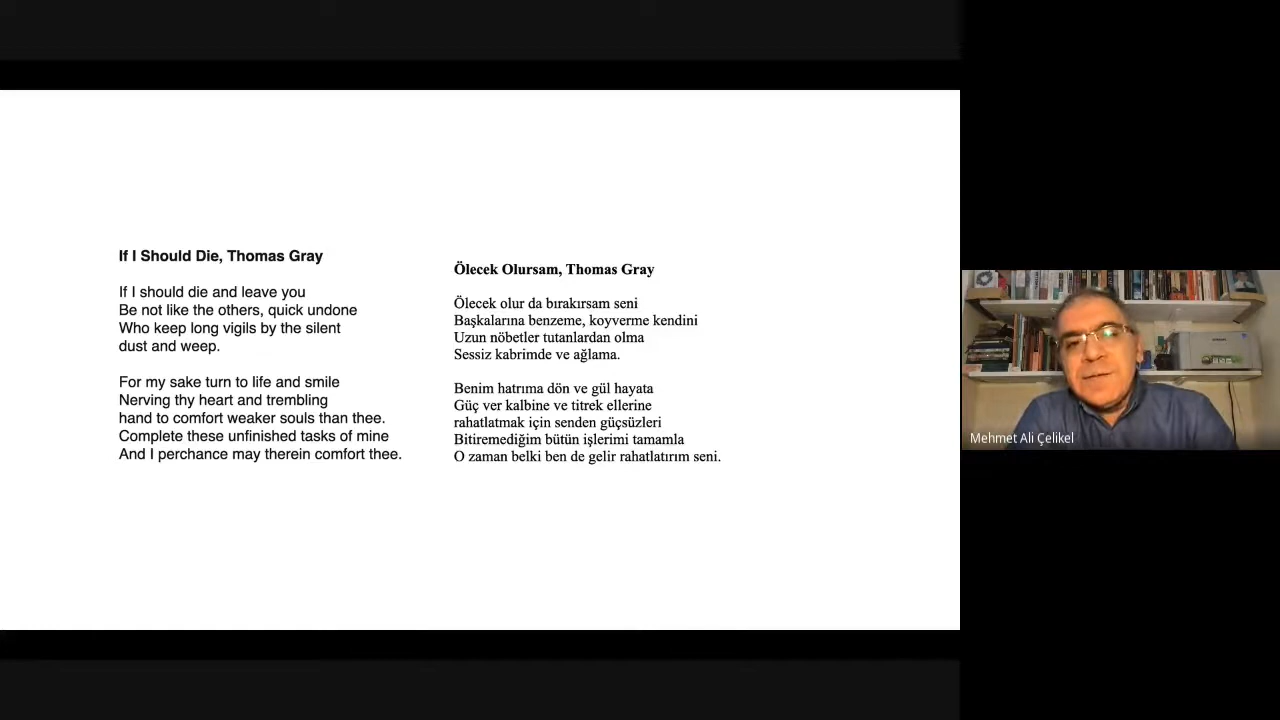 If I Should Die, Thomas Gray
If I should die and leave you
Be not like the others, quick undone
Who keep long vigils by the silent
dust and weep.
For my sake turn to life and smile
Nerving thy heart and trembling
hand to comfort weaker souls than thee.
Complete these unfinished tasks of mine
And I perchance may therein comfort thee.
Ölecek Olursam, Thomas Gray
Ölecek olur da bırakırsam seni
Başkalarına benzeme, koyverme kendini
Uzun nöbetler tutanlardan olma
Sessiz kabrimde ve ağlama.
Benim hatrıma dön ve gül hayata
Güç ver kalbine ve titrek ellerine
rahatlatmak için senden güçsüzleri
Bitiremediğim bütün işlerimi tamamla
O zaman belki ben de gelir rahatlatırım seni.
Mehmet Ali Çelikel